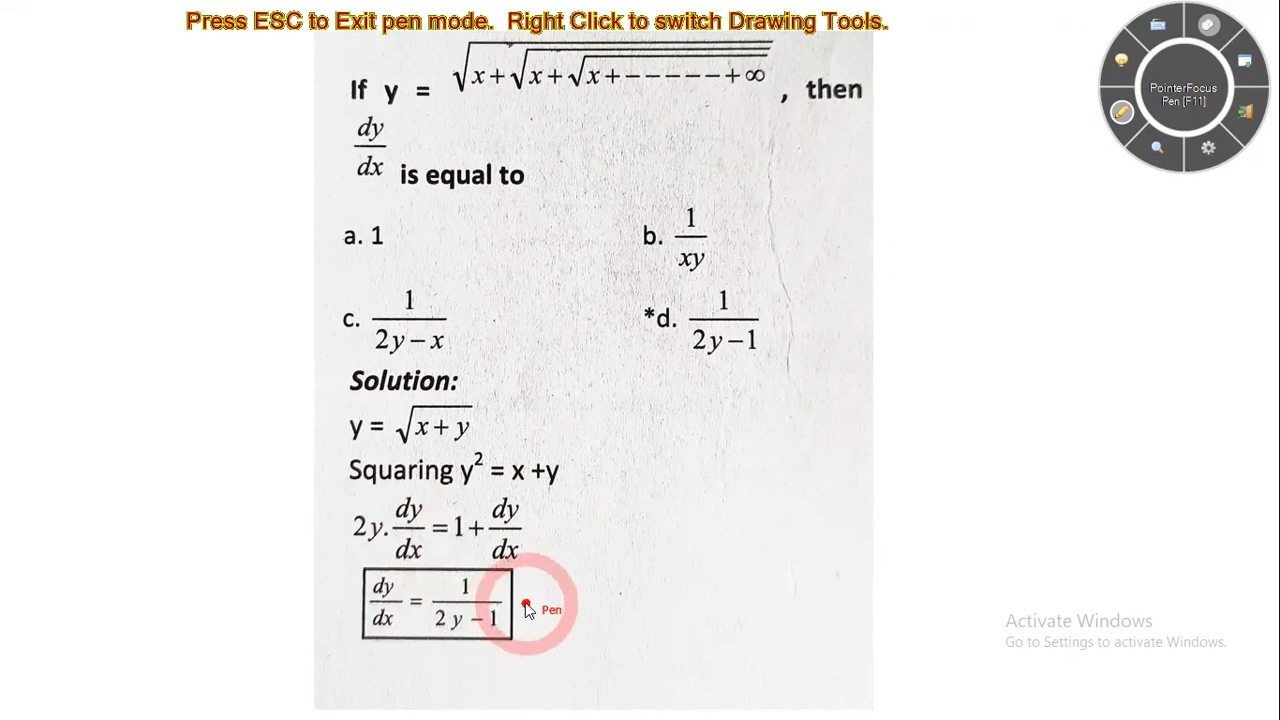 Press ESC to Exit pen mode. Right Click to switch Drawing Tools.
PointerFocus
Pen [F11]
If y = √(x+√(x+√(x+-----+∞))) , then
dy/dx is equal to
a. 1
b. 1/xy
c. 1/(2y−x)
*d. 1/(2y−1)
Solution:
y = √(x+y)
Squaring y² = x +y
2y.dy/dx=1+dy/dx
dy/dx = 1/(2y−1)
Pen
Activate Windows
Go to Settings to activate Windows.